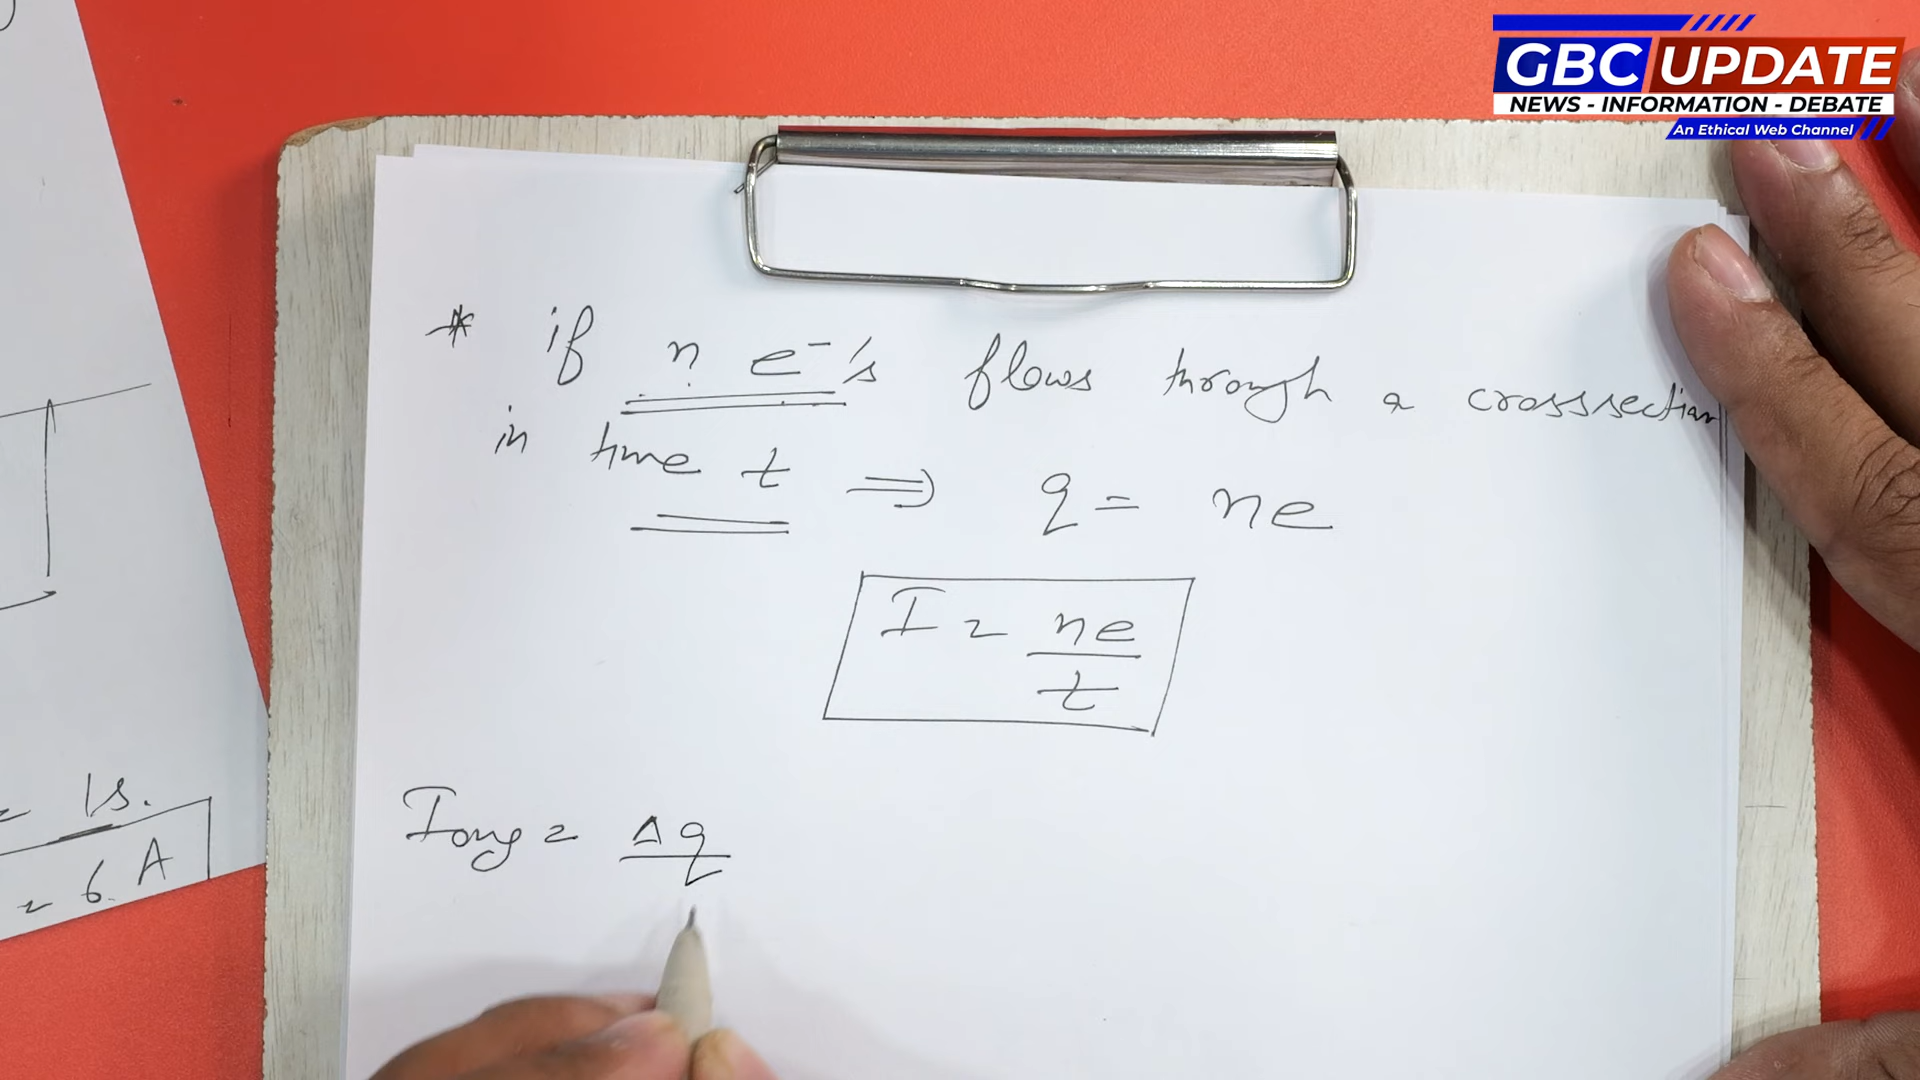 GBC UPDATE
NEWS - INFORMATION - DEBATE
An Ethical Web Channel
* if n e⁻'s flows through a crosssection
in time t ⇒ q = ne
I = ne/t
Iavg = Δq
= 1s.
= 6 A